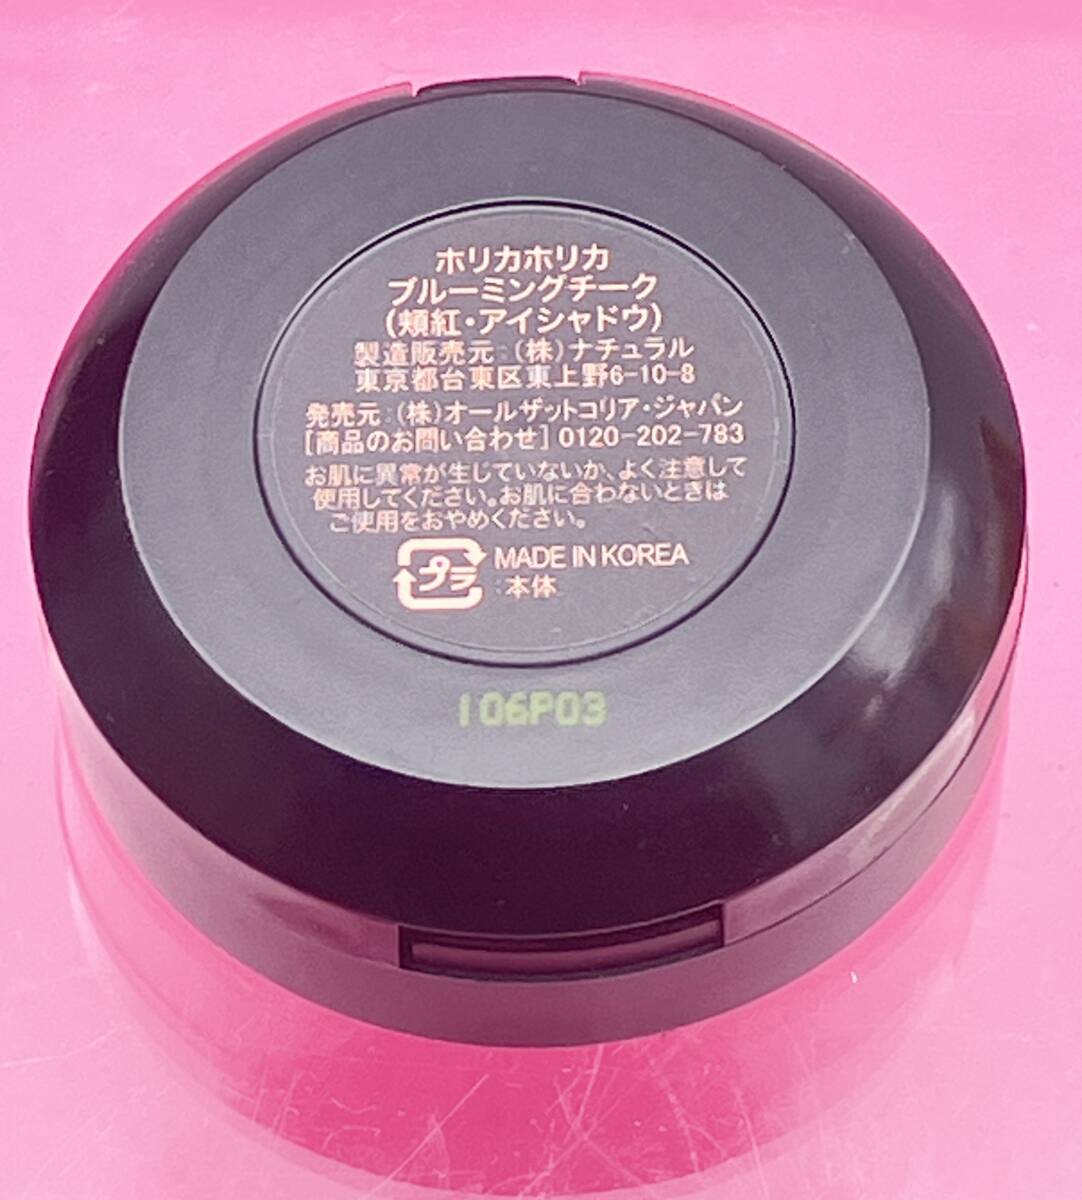 ホリカホリカ
ブルーミングチーク
(頬紅・アイシャドウ)
製造販売元:(株)ナチュラル
東京都台東区東上野6-10-8
発売元:(株)オールザットコリア・ジャパン
[商品のお問い合わせ]0120-202-783
お肌に異常が生じていないか、よく注意して
使用してください。お肌に合わないときは
ご使用をおやめください。
プラ MADE IN KOREA
:本体
106P03